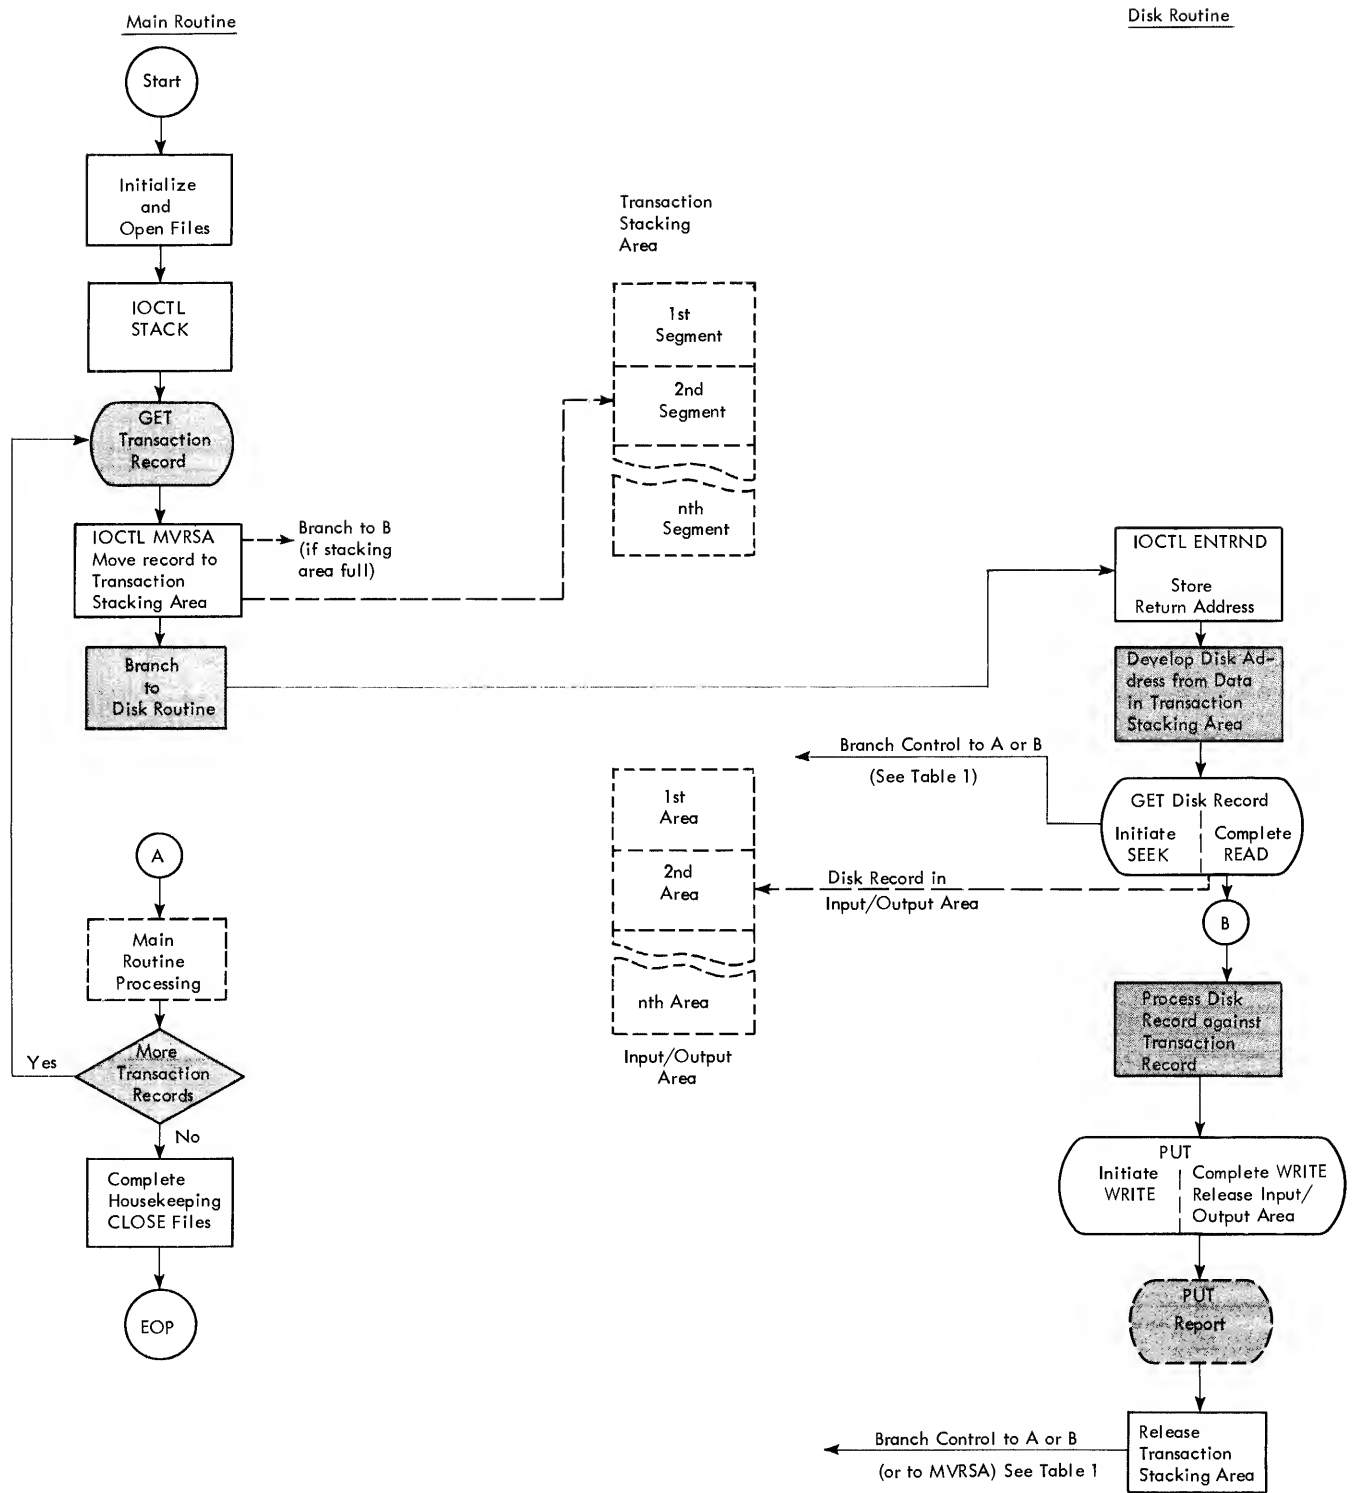 Main Routine
Disk Routine
Start
Initialize
and
Open Files
IOCTL
STACK
GET
Transaction
Record
IOCTL MVRSA
Move record to
Transaction
Stacking Area
Branch to B
(if stacking
area full)
Branch
to
Disk Routine
Transaction
Stacking
Area
1st
Segment
2nd
Segment
nth
Segment
IOCTL ENTRND
Store
Return Address
Develop Disk Ad-
dress from Data
in Transaction
Stacking Area
Branch Control to A or B
(See Table 1)
GET Disk Record
Initiate
SEEK
Complete
READ
1st
Area
2nd
Area
nth Area
Input/Output
Area
Disk Record in
Input/Output Area
B
A
Main
Routine
Processing
More
Transaction
Records
Yes
No
Complete
Housekeeping
CLOSE Files
EOP
Process Disk
Record against
Transaction
Record
PUT
Initiate
WRITE
Complete WRITE
Release Input/
Output Area
PUT
Report
Release
Transaction
Stacking Area
Branch Control to A or B
(or to MVRSA) See Table 1